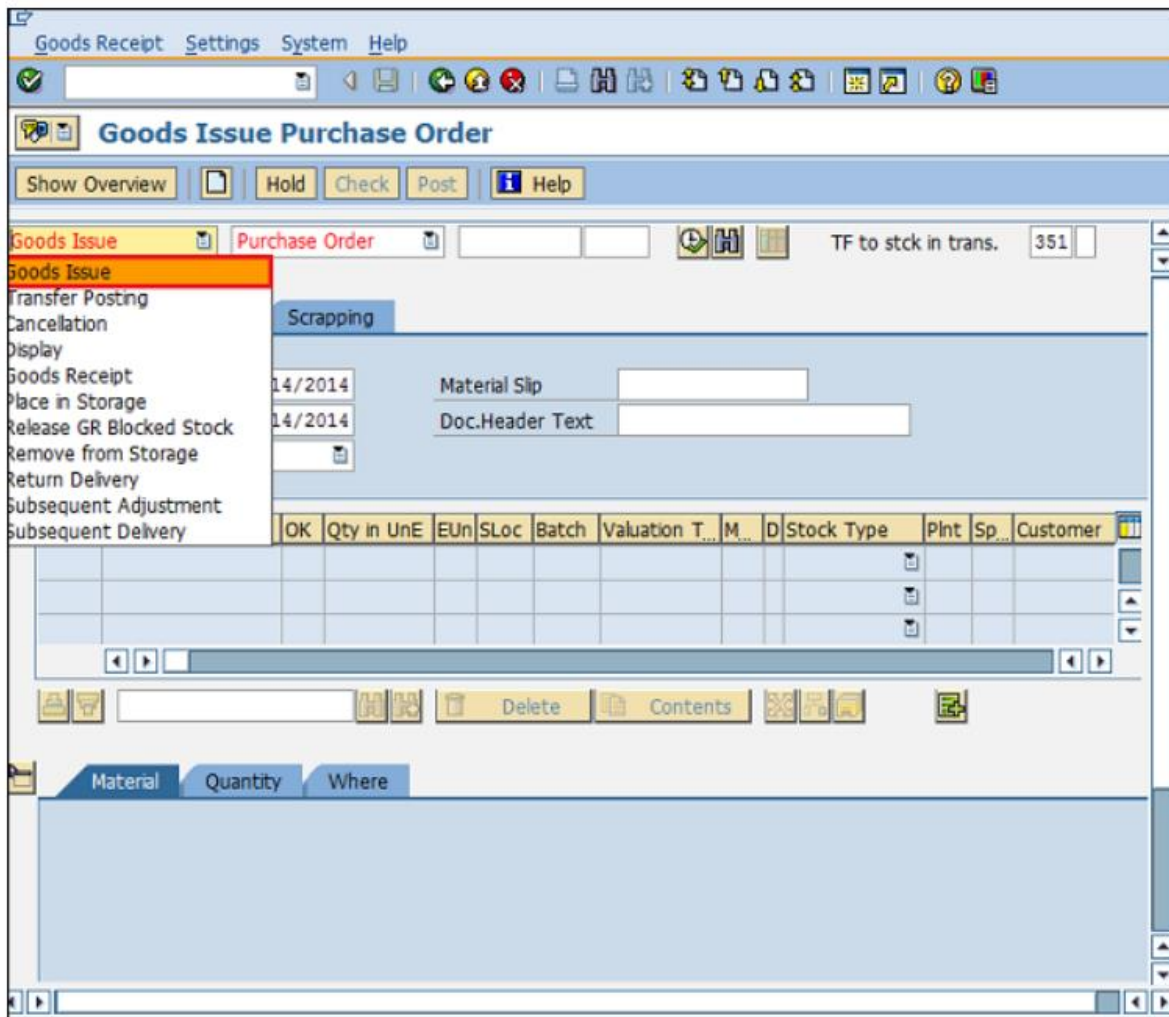 Goods Receipt Settings System Help
Goods Issue Purchase Order
Show Overview Hold Check Post Help
Goods Issue Purchase Order TF to stck in trans. 351
Goods Issue
Transfer Posting
Cancellation
Scrapping
Display
Goods Receipt 14/2014 Material Slip
Place in Storage
Release GR Blocked Stock 14/2014 Doc.Header Text
Remove from Storage
Return Delivery
Subsequent Adjustment
Subsequent Delivery OK Qty in UnE EUn SLoc Batch Valuation T... M... D Stock Type Plnt Sp... Customer
Delete Contents
Material Quantity Where